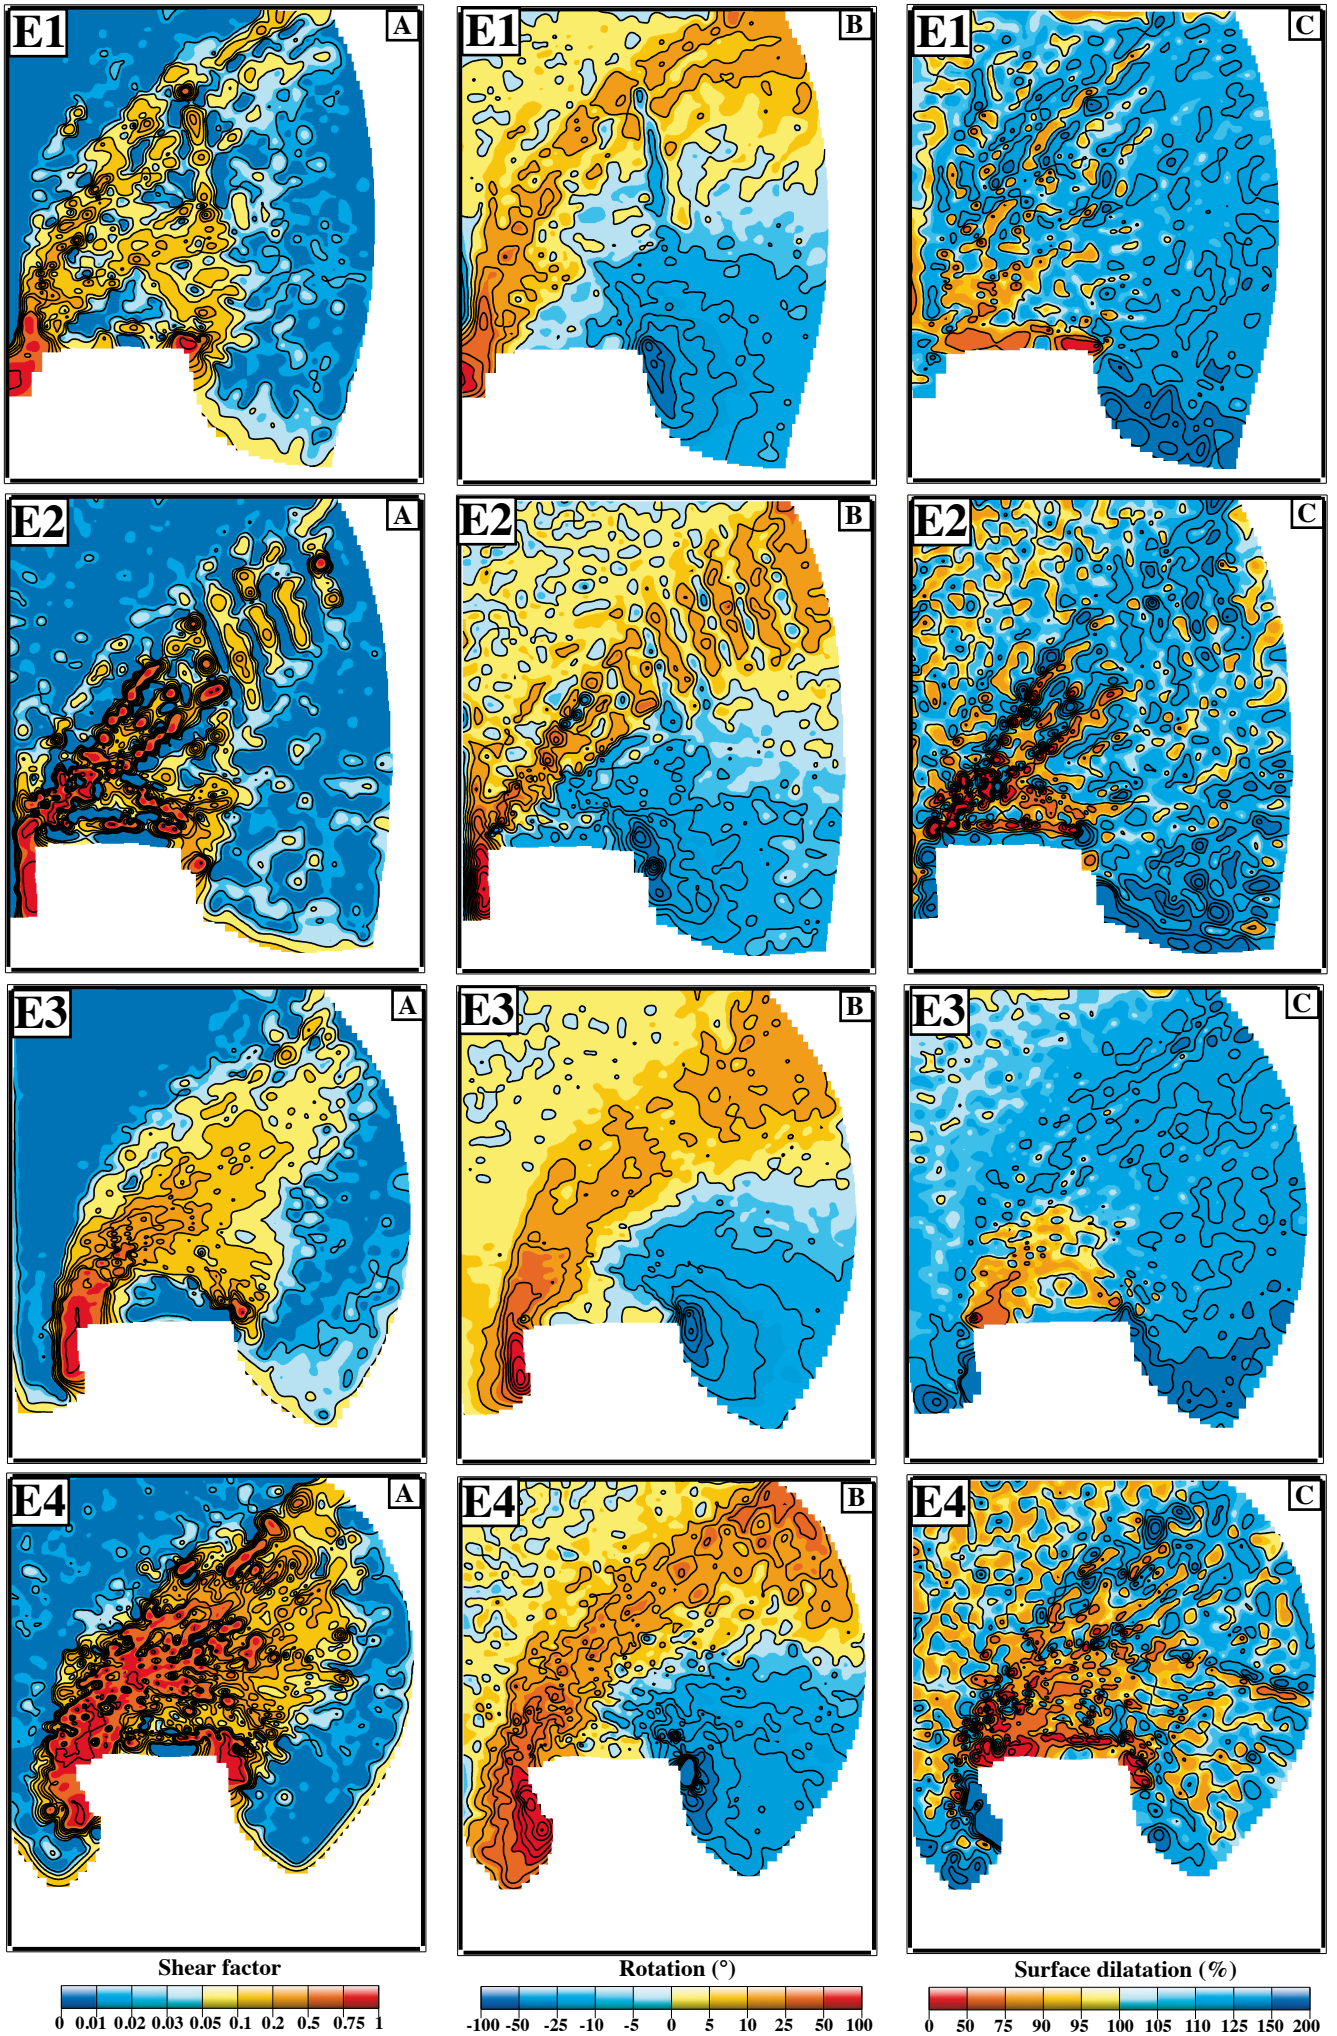 E1 A E1 B E1 C
E2 A E2 B E2 C
E3 A E3 B E3 C
E4 A E4 B E4 C
Shear factor Rotation (°) Surface dilatation (%)
0 0.01 0.02 0.03 0.05 0.1 0.2 0.5 0.75 1 -100 -50 -25 -10 -5 0 5 10 25 50 100 0 50 75 90 95 100 105 110 125 150 200